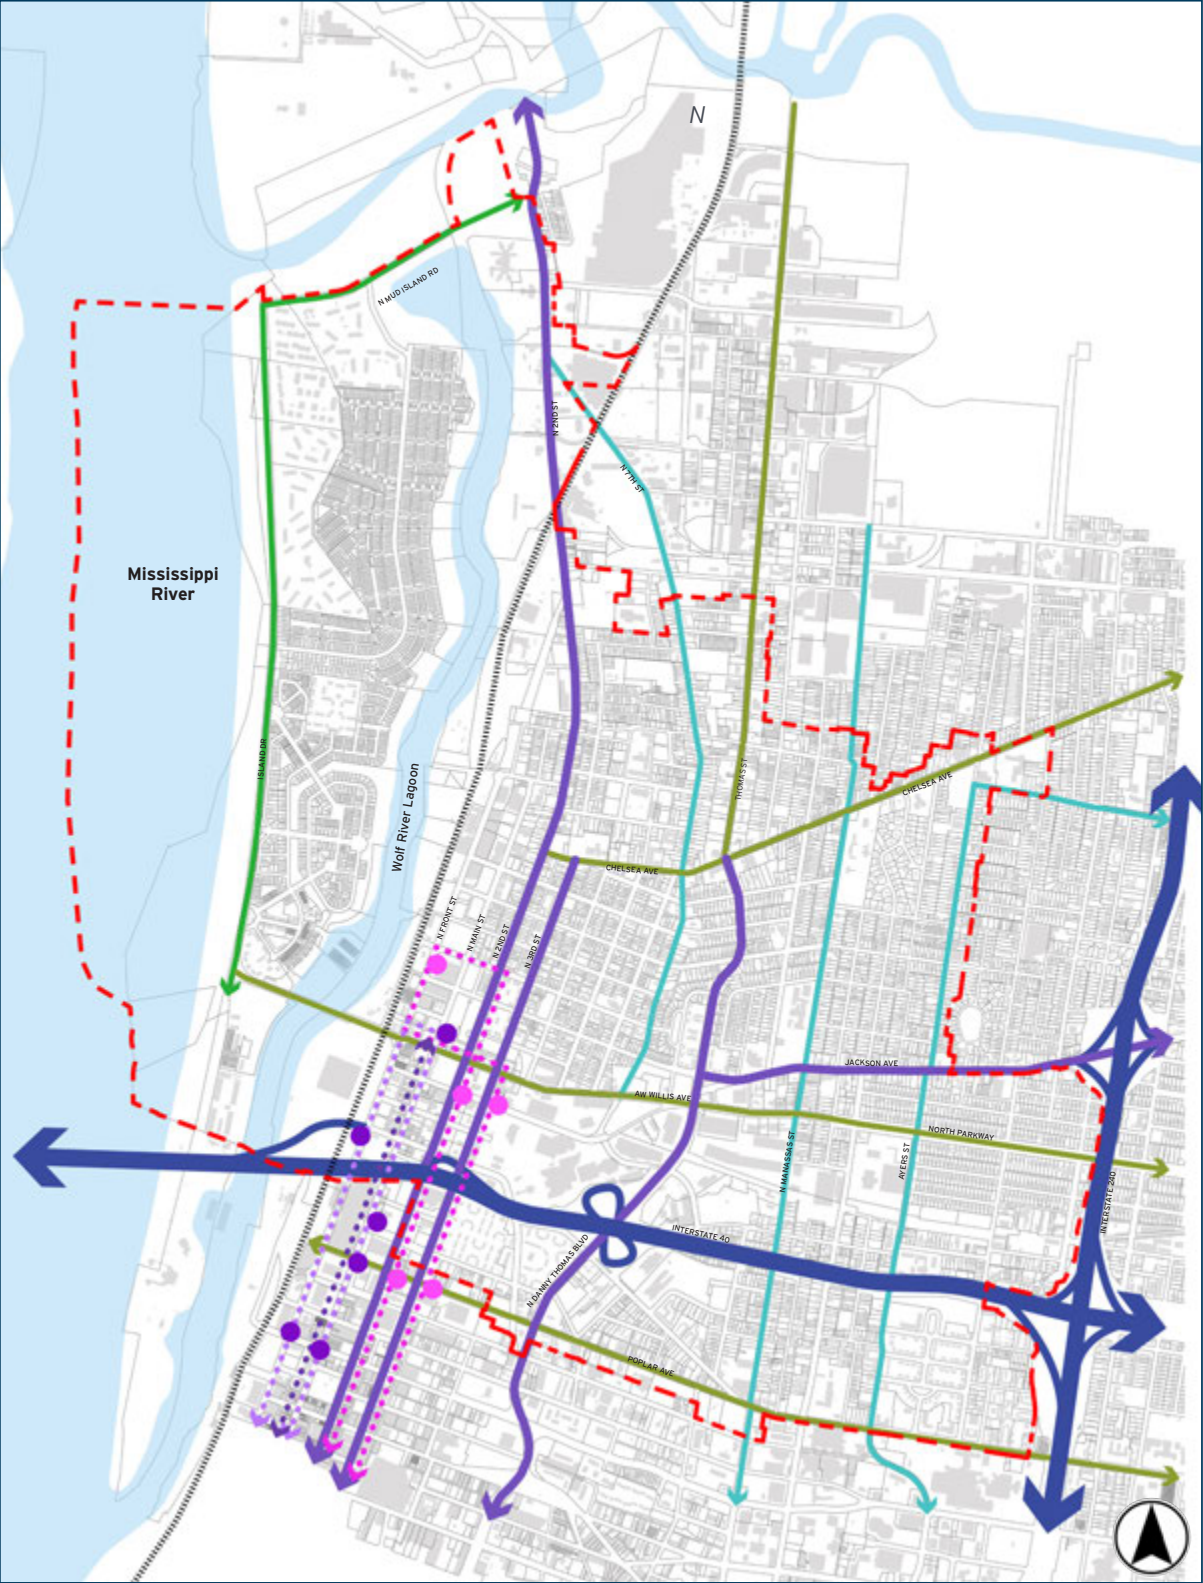 N
N MUD ISLAND RD
N 2ND ST
N 7TH ST
Mississippi
River
ISLAND DR
Wolf River Lagoon
THOMAS ST
CHELSEA AVE
CHELSEA AVE
N FRONT ST
N MAIN ST
N 2ND ST
N 3RD ST
JACKSON AVE
AW WILLIS AVE
NORTH PARKWAY
N MANASSAS ST
AYERS ST
INTERSTATE 240
INTERSTATE 40
N DANNY THOMAS BLVD
POPLAR AVE